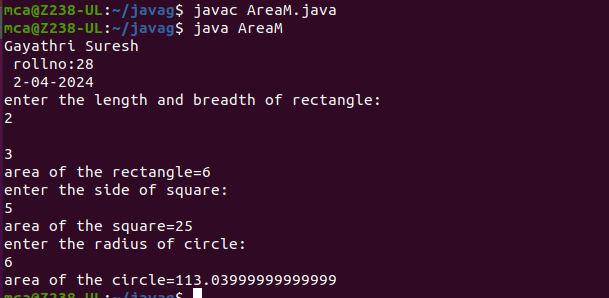 mca@Z238-UL:~/javag$ javac AreaM.java
mca@Z238-UL:~/javag$ java AreaM
Gayathri Suresh
 rollno:28
 2-04-2024
enter the length and breadth of rectangle:
2

3
area of the rectangle=6
enter the side of square:
5
area of the square=25
enter the radius of circle:
6
area of the circle=113.03999999999999
mca@Z238-UL:~/javag$